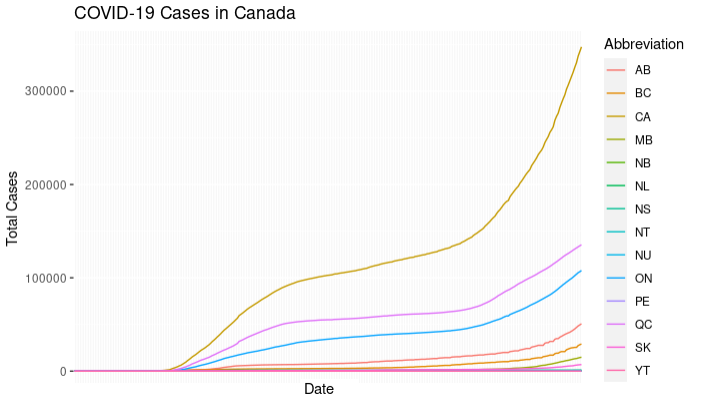 COVID-19 Cases in Canada
Total Cases
300000
200000
100000
0
Date
Abbreviation
AB
BC
CA
MB
NB
NL
NS
NT
NU
ON
PE
QC
SK
YT